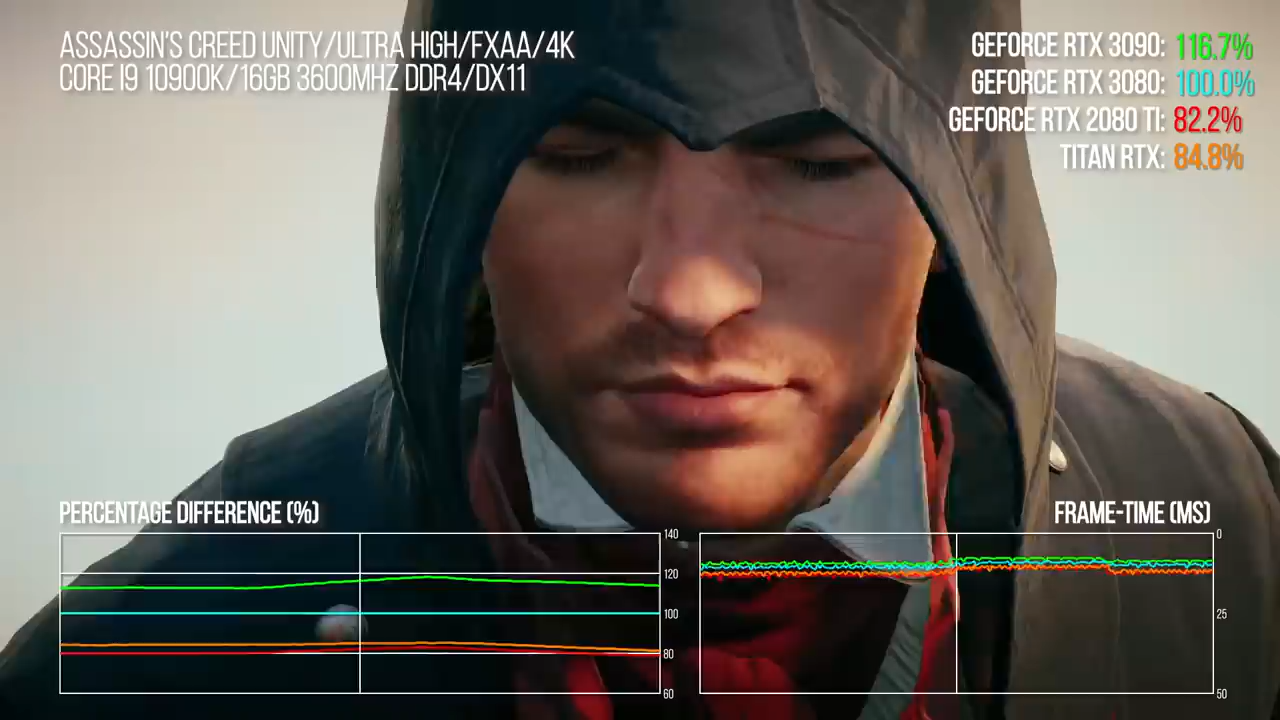 ASSASSIN'S CREED UNITY/ULTRA HIGH/FXAA/4K
CORE I9 10900K/16GB 3600MHZ DDR4/DX11
GEFORCE RTX 3090: 116.7%
GEFORCE RTX 3080: 100.0%
GEFORCE RTX 2080 TI: 82.2%
TITAN RTX: 84.8%
PERCENTAGE DIFFERENCE (%)
140
120
100
80
60
FRAME-TIME (MS)
0
25
50